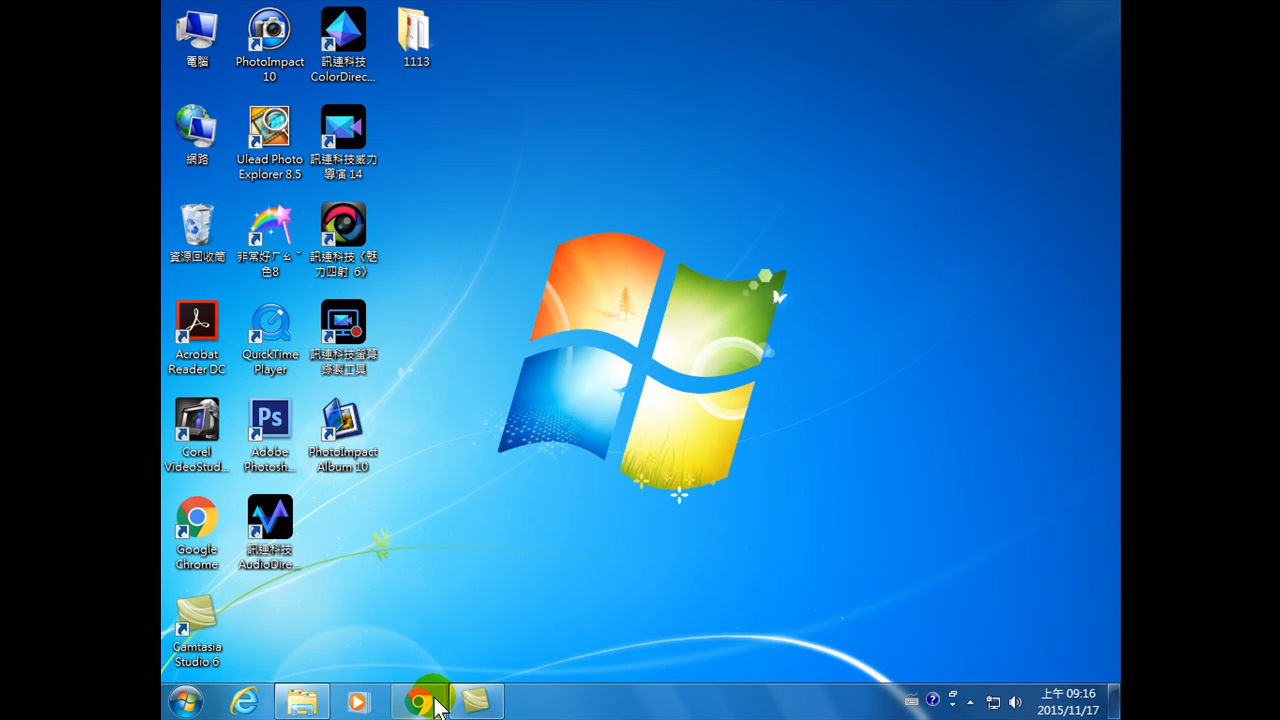 電腦
PhotoImpact
10
訊連科技
ColorDirec...
1113
網路
Ulead Photo
Explorer 8.5
訊連科技威力
導演 14
資源回收筒
非常好ㄏㄠˇ
色8
訊連科技《魅
力四射 6》
Acrobat
Reader DC
QuickTime
Player
訊連科技螢幕
錄製工具
Corel
VideoStud...
Ps
Adobe
Photosh...
PhotoImpact
Album 10
Google
Chrome
訊連科技
AudioDire...
Camtasia
Studio 6
上午 09:16
2015/11/17